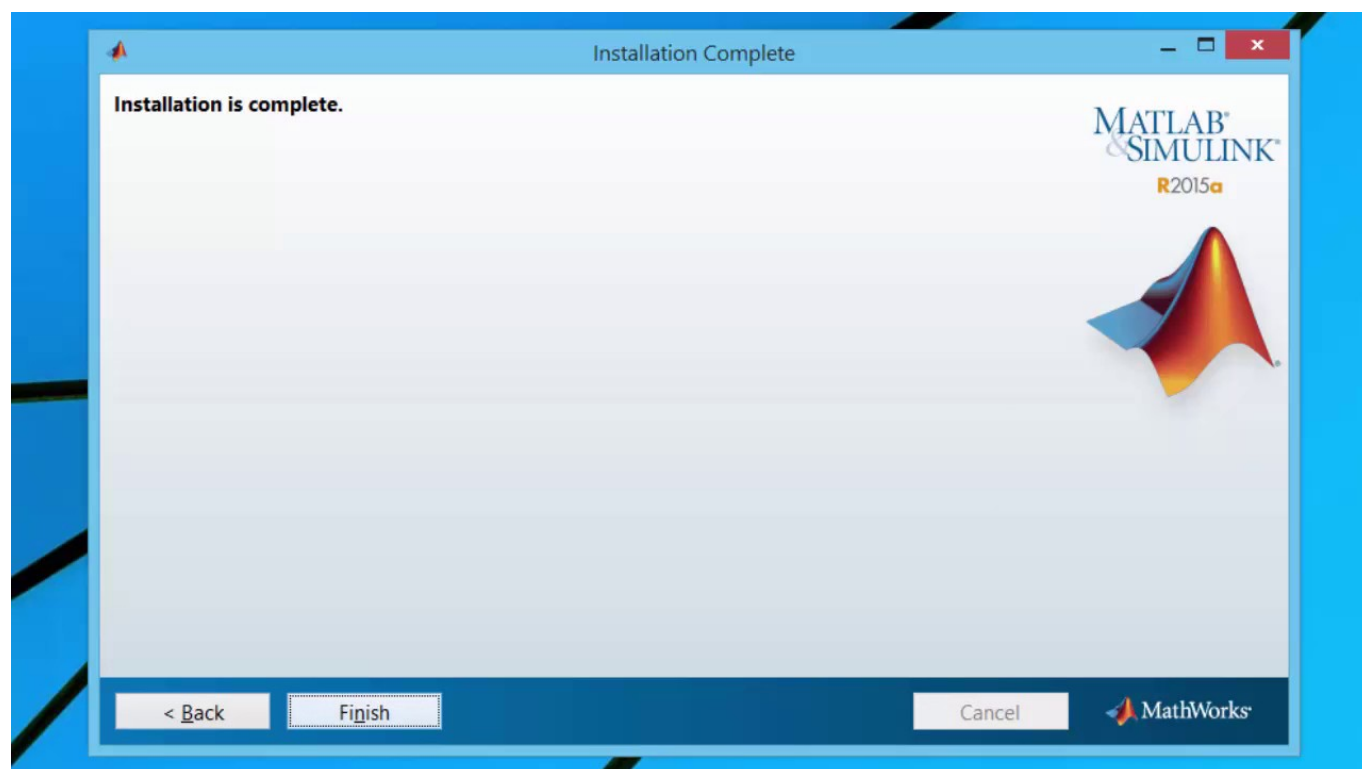 Installation Complete
Installation is complete.
MATLAB®
&SIMULINK®
R2015a
< Back
Finish
Cancel
MathWorks®